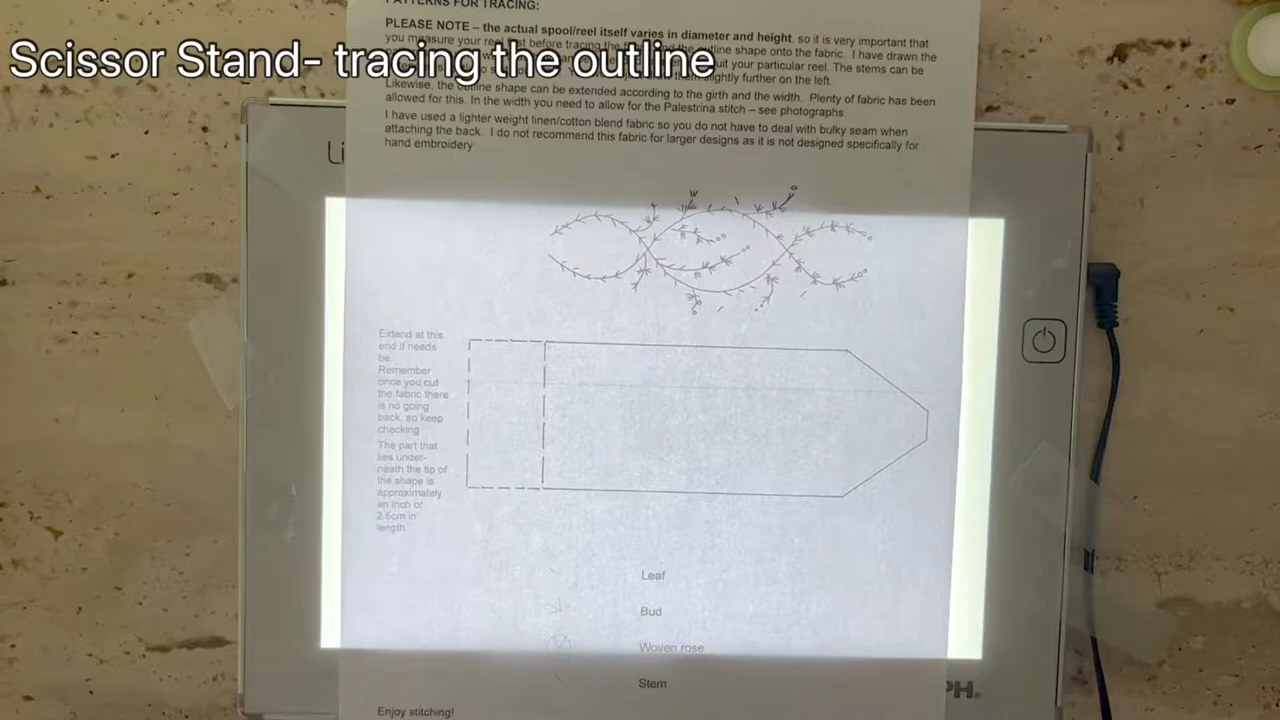 PATTERNS FOR TRACING:
PLEASE NOTE – the actual spool/reel itself varies in diameter and height, so it is very important that
you measure your reel first before tracing the outline shape onto the fabric. I have drawn the
suit your particular reel. The stems can be
slightly further on the left.
Scissor Stand- tracing the outline
Likewise, the outline shape can be extended according to the girth and the width. Plenty of fabric has been
allowed for this. In the width you need to allow for the Palestrina stitch – see photographs.
I have used a lighter weight linen/cotton blend fabric so you do not have to deal with bulky seam when
attaching the back. I do not recommend this fabric for larger designs as it is not designed specifically for
hand embroidery
Li
Extend at this
end if needs
be.
Remember
once you cut
the fabric there
is no going
back, so keep
checking
The part that
lies under-
neath the tip of
the shape is
approximately
an inch or
2.5cm in
length
Leaf
Bud
Woven rose
Stem
PH®
Enjoy stitching!